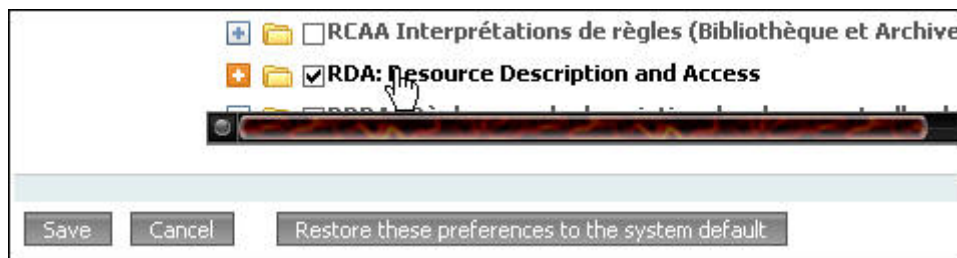 RCAA Interprétations de règles (Bibliothèque et Archive
RDA: Resource Description and Access
Save Cancel Restore these preferences to the system default